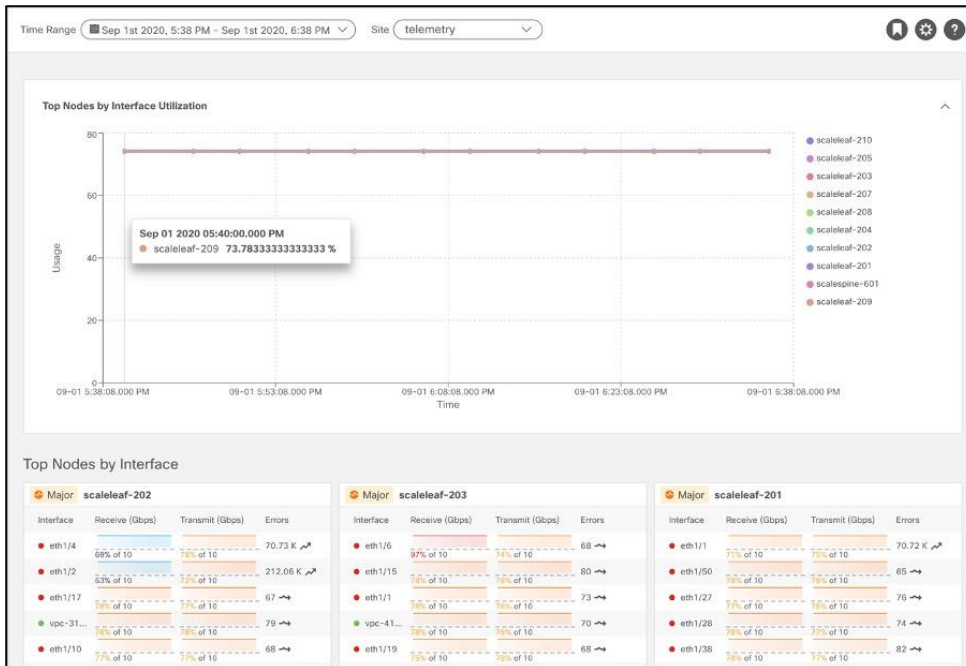 Time Range Sep 1st 2020, 5:38 PM - Sep 1st 2020, 6:38 PM Site telemetry
Top Nodes by Interface Utilization
80
60
40
20
0
Usage
Sep 01 2020 05:40:00.000 PM
scaleleaf-209 73.78333333333333 %
09-01 5:38:08.000 PM 09-01 5:53:08.000 PM 09-01 6:08:08.000 PM 09-01 6:23:08.000 PM 09-01 6:38:08.000 PM
Time
scaleleaf-210
scaleleaf-205
scaleleaf-203
scaleleaf-207
scaleleaf-208
scaleleaf-204
scaleleaf-202
scaleleaf-201
scalespine-601
scaleleaf-209
Top Nodes by Interface
Major scaleleaf-202
Interface Receive (Gbps) Transmit (Gbps) Errors
eth1/4 69% of 10 78% of 10 70.73 K
eth1/2 63% of 10 72% of 10 212.06 K
eth1/17 78% of 10 77% of 10 67
vpc-31... 76% of 10 78% of 10 79
eth1/10 77% of 10 77% of 10 68
Major scaleleaf-203
Interface Receive (Gbps) Transmit (Gbps) Errors
eth1/6 97% of 10 74% of 10 68
eth1/15 78% of 10 78% of 10 80
eth1/1 78% of 10 76% of 10 73
vpc-41... 78% of 10 76% of 10 70
eth1/19 75% of 10 78% of 10 68
Major scaleleaf-201
Interface Receive (Gbps) Transmit (Gbps) Errors
eth1/1 71% of 10 75% of 10 70.72 K
eth1/50 78% of 10 78% of 10 65
eth1/27 77% of 10 78% of 10 76
eth1/28 78% of 10 77% of 10 74
eth1/38 78% of 10 77% of 10 82